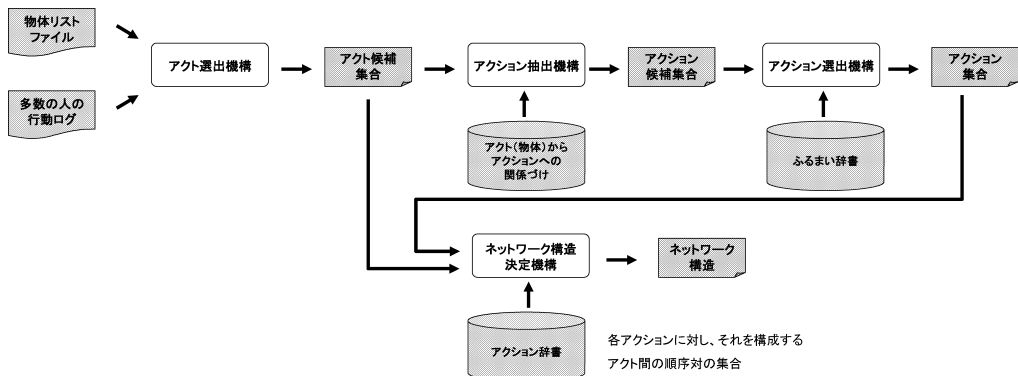 物体リスト
ファイル
多数の人の
行動ログ
アクト選出機構
アクト候補
集合
アクション抽出機構
アクション
候補集合
アクション選出機構
アクション
集合
アクト(物体)から
アクションへの
関係づけ
ふるまい辞書
ネットワーク構造
決定機構
ネットワーク
構造
アクション辞書
各アクションに対し、それを構成する
アクト間の順序対の集合